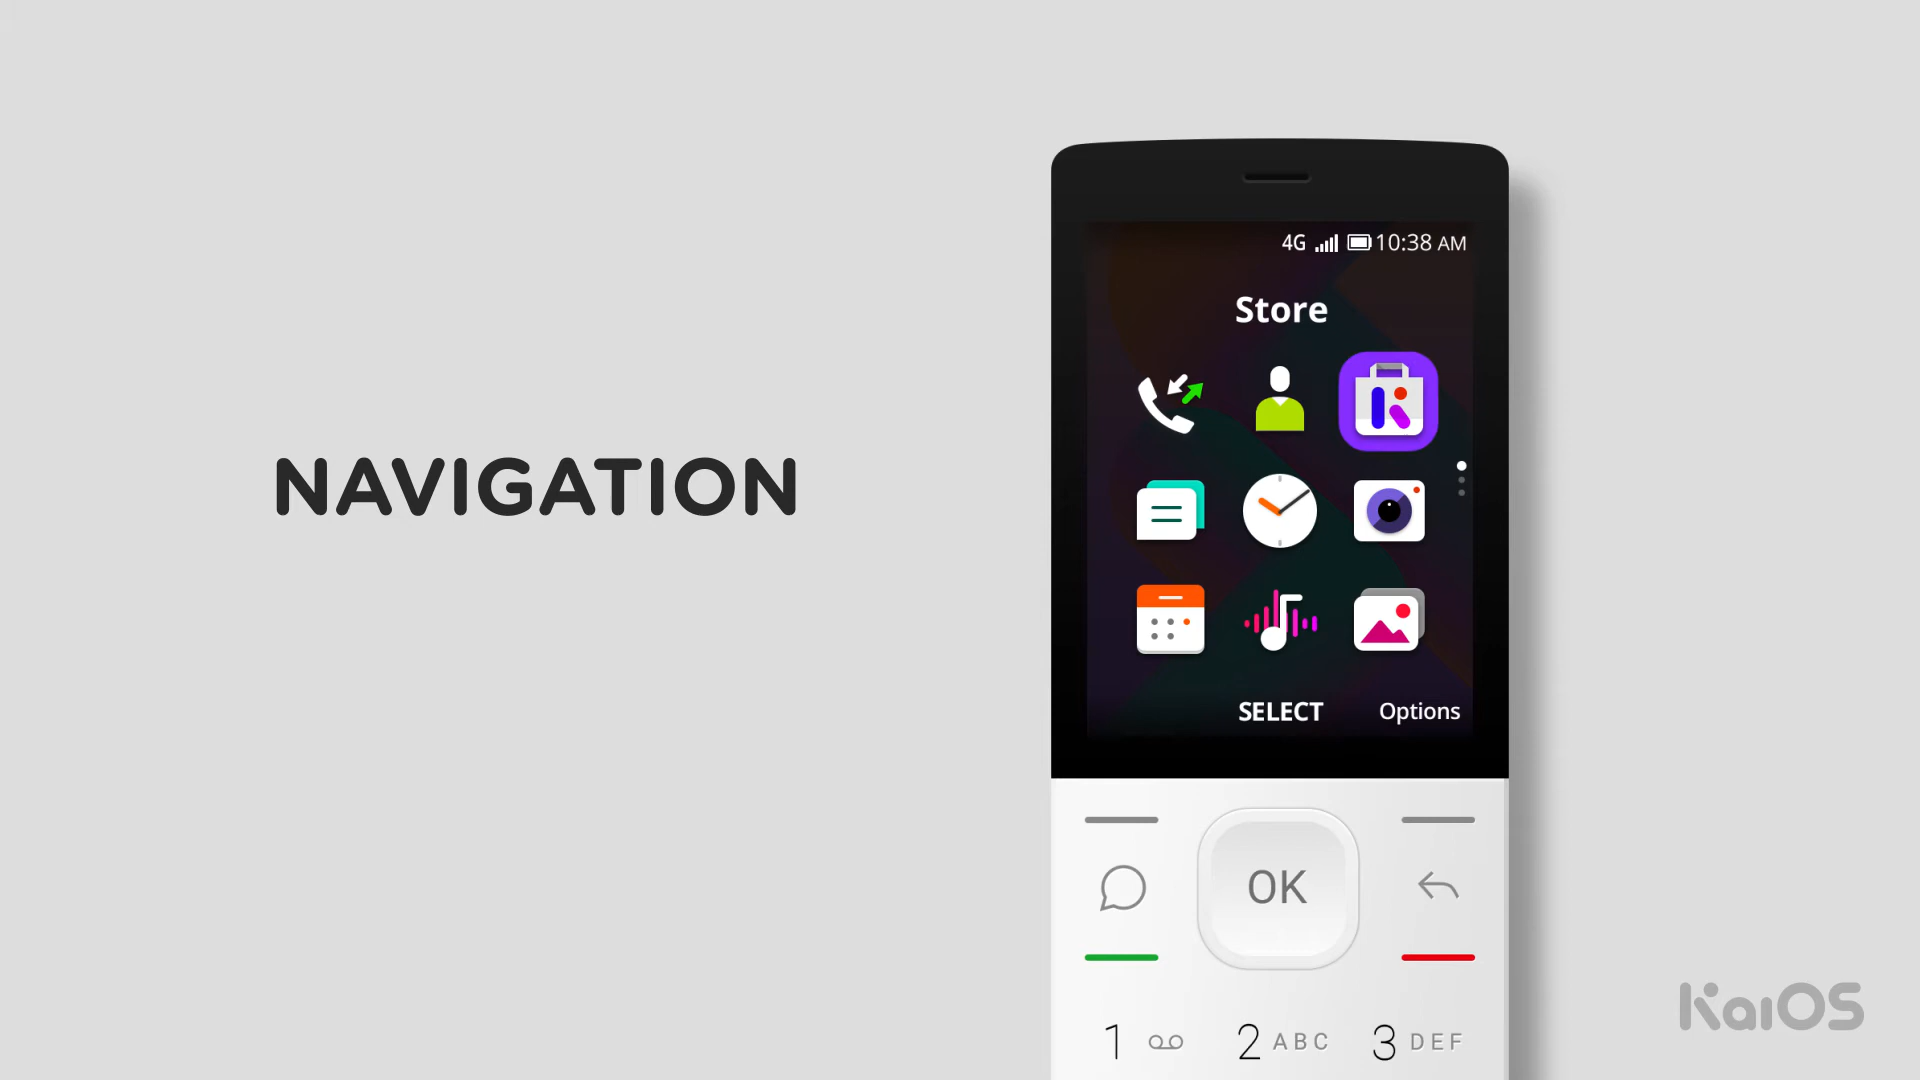 NAVIGATION
4G 10:38 AM
Store
SELECT Options
OK
1 2 ABC 3 DEF
KaiOS